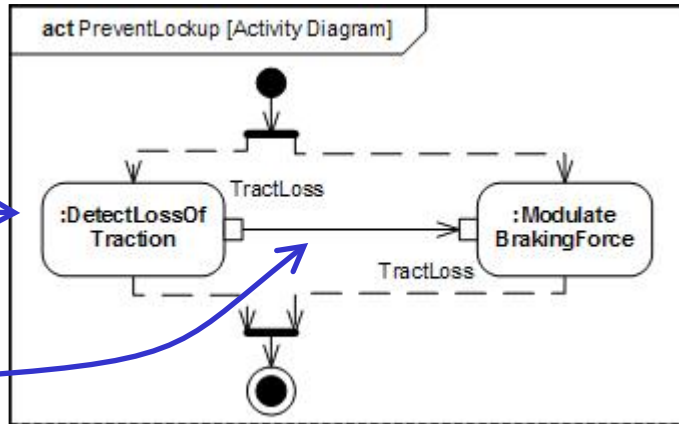 act PreventLockup [Activity Diagram]
TractLoss
:DetectLossOf
Traction
:Modulate
BrakingForce
TractLoss